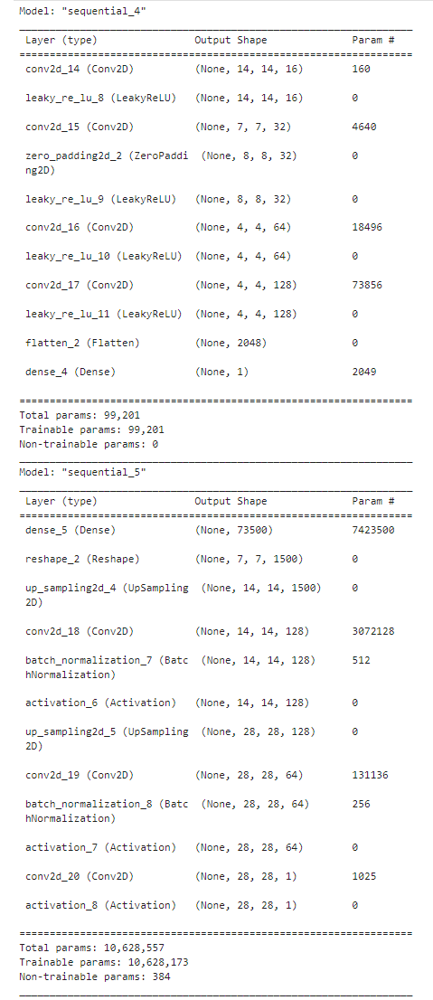 Model: "sequential_4"
Layer (type) Output Shape Param #
conv2d_14 (Conv2D) (None, 14, 14, 16) 160
leaky_re_lu_8 (LeakyReLU) (None, 14, 14, 16) 0
conv2d_15 (Conv2D) (None, 7, 7, 32) 4640
zero_padding2d_2 (ZeroPaddi (None, 8, 8, 32) 0
ng2D)
leaky_re_lu_9 (LeakyReLU) (None, 8, 8, 32) 0
conv2d_16 (Conv2D) (None, 4, 4, 64) 18496
leaky_re_lu_10 (LeakyReLU) (None, 4, 4, 64) 0
conv2d_17 (Conv2D) (None, 4, 4, 128) 73856
leaky_re_lu_11 (LeakyReLU) (None, 4, 4, 128) 0
flatten_2 (Flatten) (None, 2048) 0
dense_4 (Dense) (None, 1) 2049
Total params: 99,201
Trainable params: 99,201
Non-trainable params: 0
Model: "sequential_5"
Layer (type) Output Shape Param #
dense_5 (Dense) (None, 73500) 7423500
reshape_2 (Reshape) (None, 7, 7, 1500) 0
up_sampling2d_4 (UpSampling (None, 14, 14, 1500) 0
2D)
conv2d_18 (Conv2D) (None, 14, 14, 128) 3072128
batch_normalization_7 (Batc (None, 14, 14, 128) 512
hNormalization)
activation_6 (Activation) (None, 14, 14, 128) 0
up_sampling2d_5 (UpSampling (None, 28, 28, 128) 0
2D)
conv2d_19 (Conv2D) (None, 28, 28, 64) 131136
batch_normalization_8 (Batc (None, 28, 28, 64) 256
hNormalization)
activation_7 (Activation) (None, 28, 28, 64) 0
conv2d_20 (Conv2D) (None, 28, 28, 1) 1025
activation_8 (Activation) (None, 28, 28, 1) 0
Total params: 10,628,557
Trainable params: 10,628,173
Non-trainable params: 384